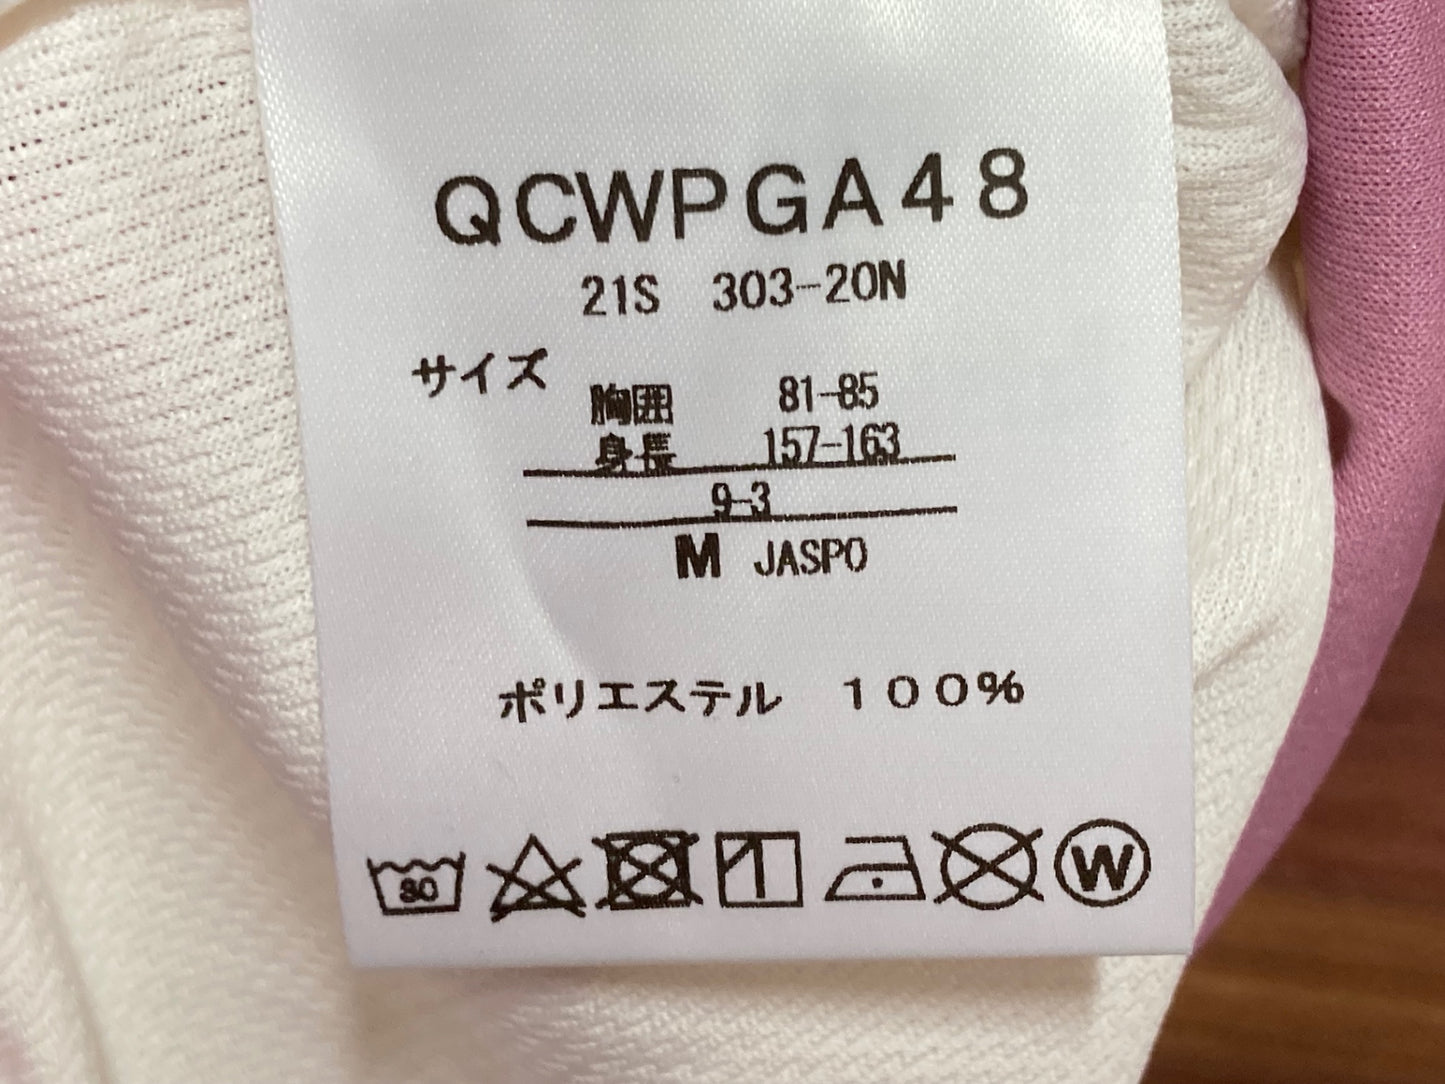 QCWPGA48
21S 303-20N
サイズ
胸囲 81-85
身長 157-163
9-3
M JASPO
ポリエステル 100%
30
W